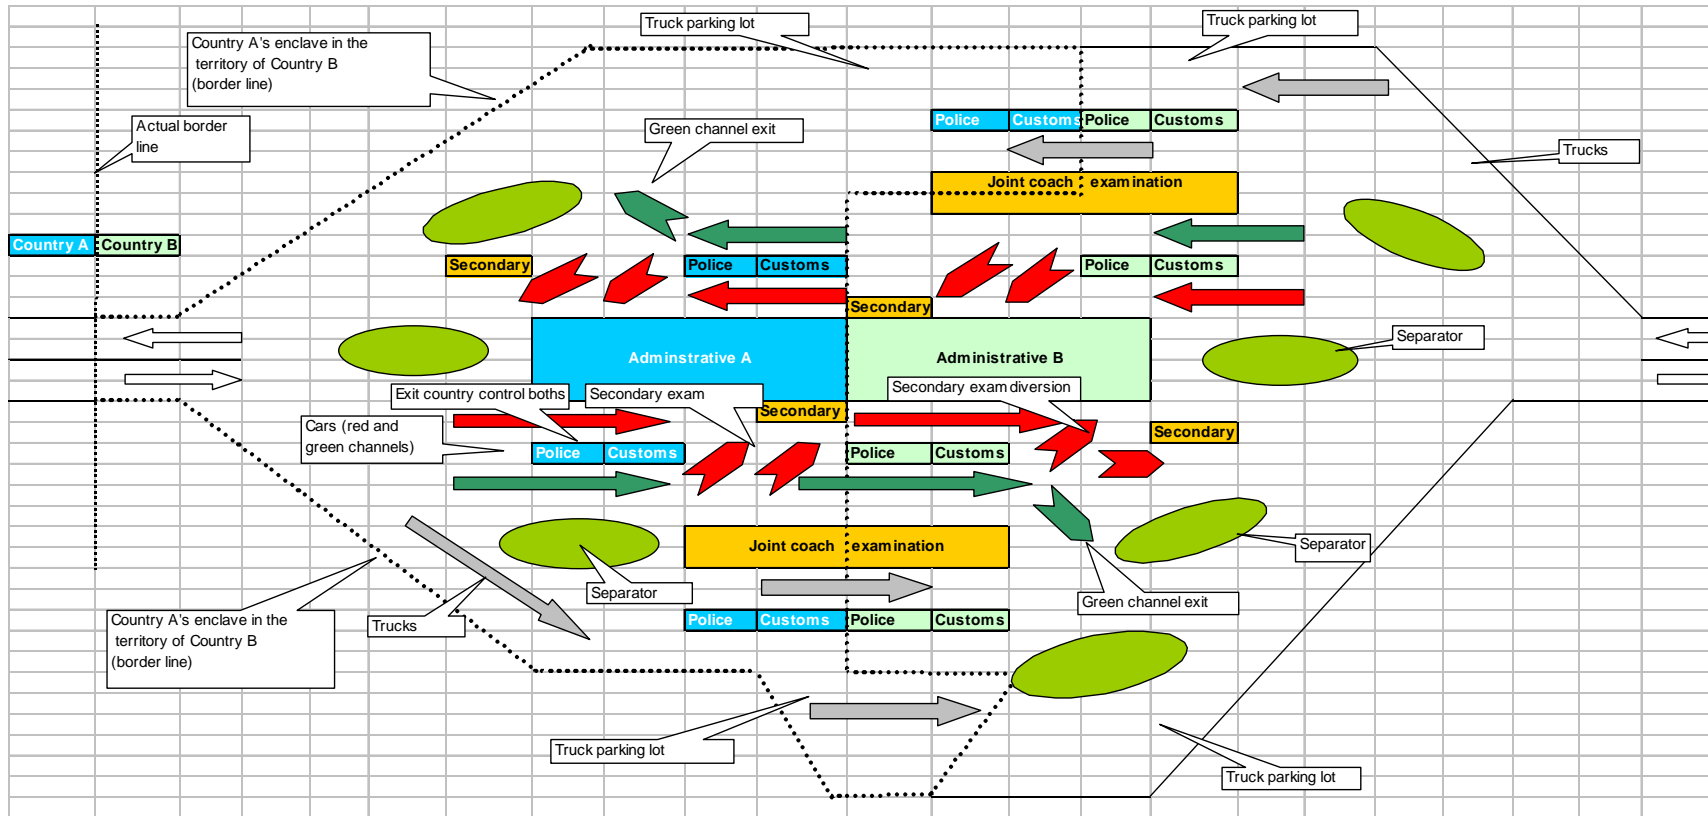 Truck parking lot
Truck parking lot
Country A's enclave in the
territory of Country B
(border line)
Actual border
line
Green channel exit
Police Customs Police Customs
Trucks
Joint coach examination
Country A Country B
Secondary
Police Customs
Police Customs
Secondary
Separator
Adminstrative A
Administrative B
Exit country control boths
Secondary exam
Secondary exam diversion
Secondary
Cars (red and
green channels)
Secondary
Police Customs
Police Customs
Joint coach examination
Separator
Separator
Green channel exit
Country A's enclave in the
territory of Country B
(border line)
Trucks
Police Customs Police Customs
Truck parking lot
Truck parking lot